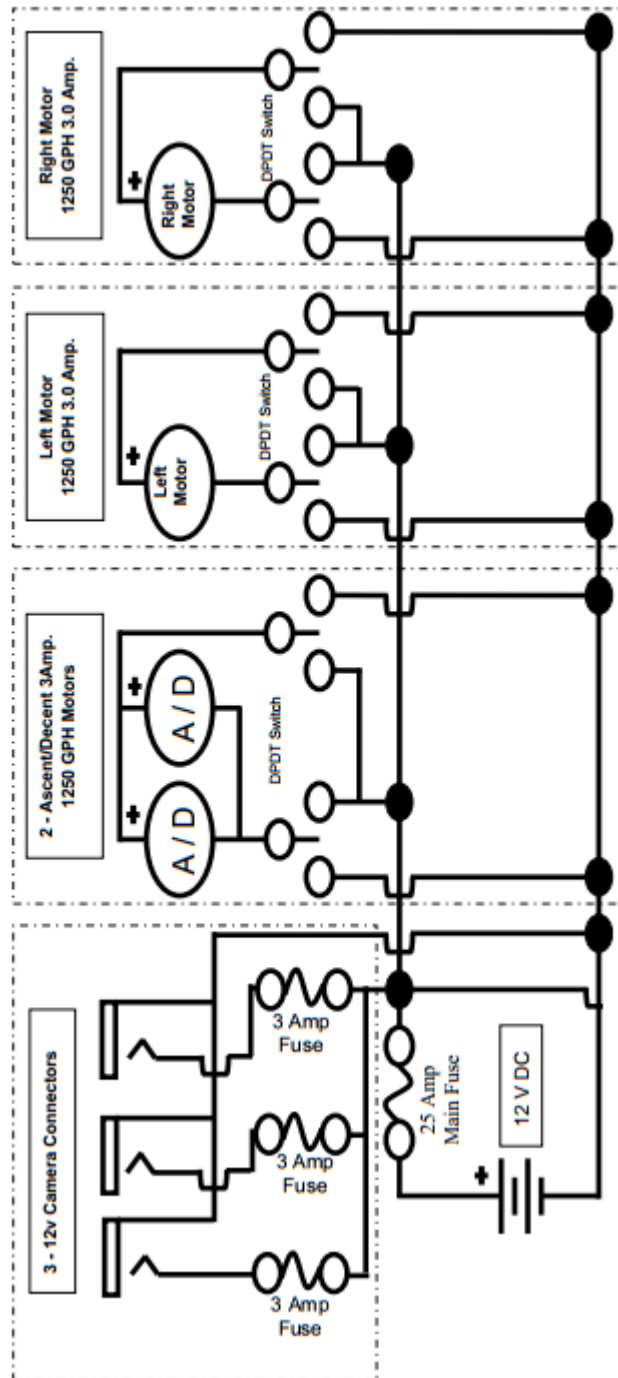 3 - 12v Camera Connectors
3 Amp
Fuse
3 Amp
Fuse
3 Amp
Fuse
25 Amp
Main Fuse
+
12 V DC
2 - Ascent/Decent 3Amp.
1250 GPH Motors
+
A / D
+
A / D
DPDT Switch
Left Motor
1250 GPH 3.0 Amp.
+
Left
Motor
DPDT Switch
Right Motor
1250 GPH 3.0 Amp.
+
Right
Motor
DPDT Switch